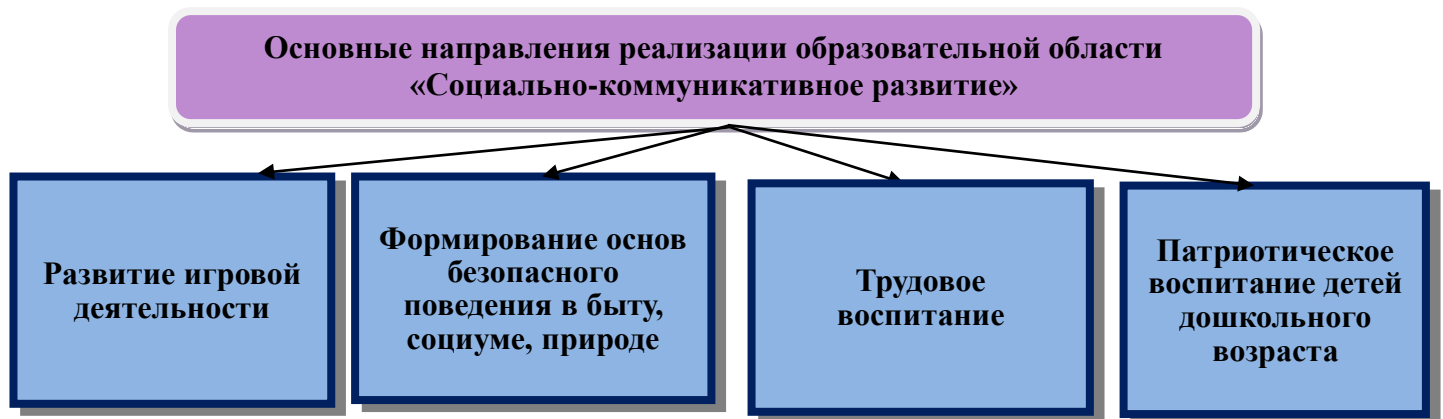 Основные направления реализации образовательной области
«Социально-коммуникативное развитие»
Развитие игровой
деятельности
Формирование основ
безопасного
поведения в быту,
социуме, природе
Трудовое
воспитание
Патриотическое
воспитание детей
дошкольного
возраста